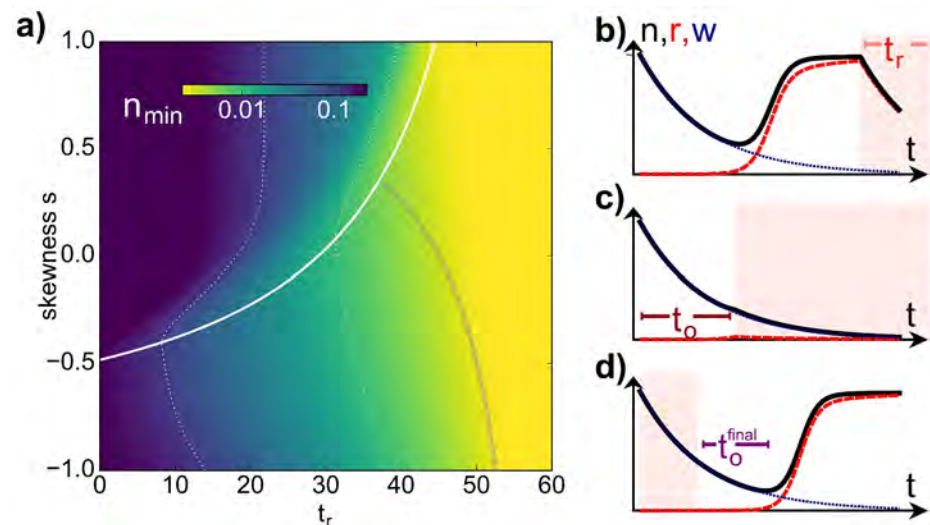 a)
1.0
0.5
0.0
−0.5
−1.0
skewness s
n_min
0.01
0.1
0 10 20 30 40 50 60
t_r
b)
n,r,w
t_r
t
c)
t_o
t
d)
t_o^final
t